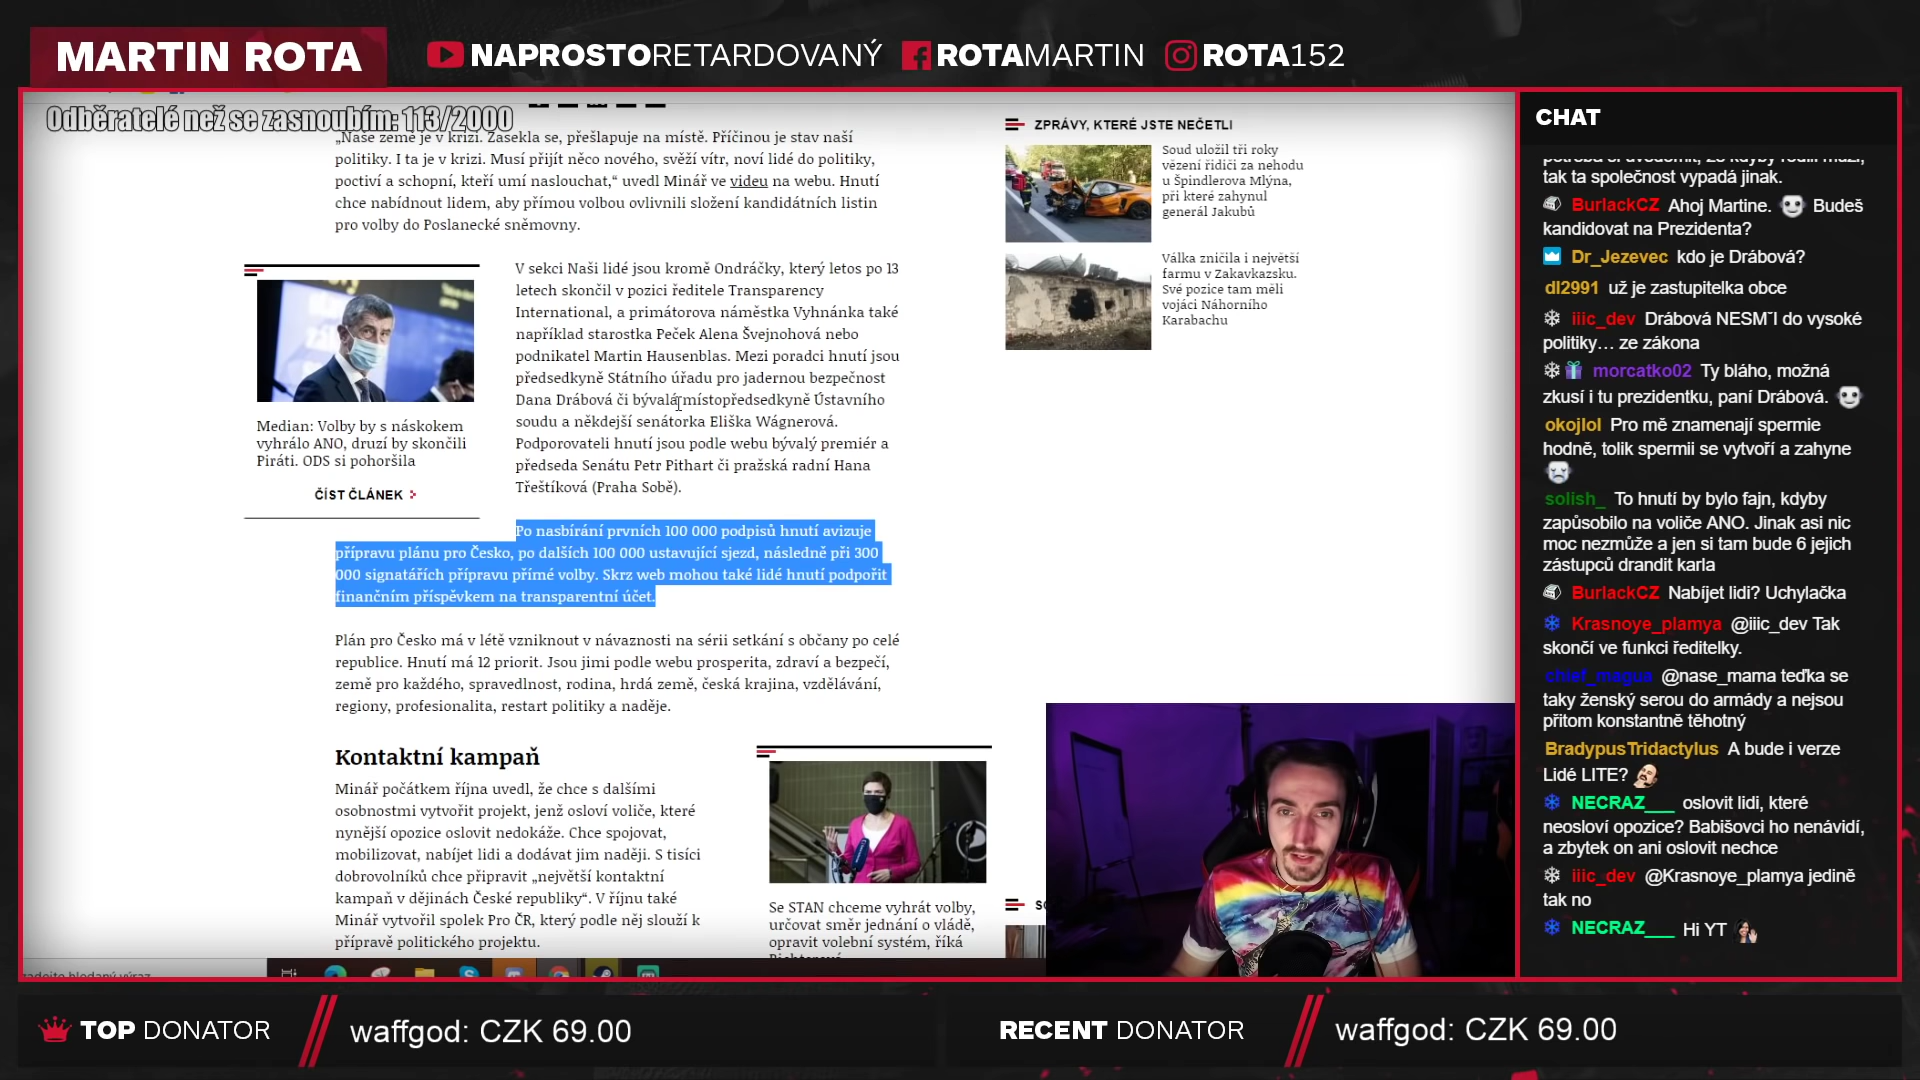 MARTIN ROTA
NAPROSTORETARDOVANÝ
ROTAMARTIN
ROTA152
Odběratelé než se zasnoubím: 113/2000
„Naše země je v krizi. Zasekla se, přešlapuje na místě. Příčinou je stav naší
politiky. I ta je v krizi. Musí přijít něco nového, svěží vítr, noví lidé do politiky,
poctiví a schopní, kteří umí naslouchat,“ uvedl Minář ve videu na webu. Hnutí
chce nabídnout lidem, aby přímou volbou ovlivnili složení kandidátních listin
pro volby do Poslanecké sněmovny.
Median: Volby by s náskokem
vyhrálo ANO, druzí by skončili
Piráti. ODS si pohoršila
ČÍST ČLÁNEK
V sekci Naši lidé jsou kromě Ondráčky, který letos po 13
letech skončil v pozici ředitele Transparency
International, a primátorova náměstka Vyhnánka také
například starostka Peček Alena Švejnohová nebo
podnikatel Martin Hausenblas. Mezi poradci hnutí jsou
předsedkyně Státního úřadu pro jadernou bezpečnost
Dana Drábová či bývalá místopředsedkyně Ústavního
soudu a někdejší senátorka Eliška Wágnerová.
Podporovateli hnutí jsou podle webu bývalý premiér a
předseda Senátu Petr Pithart či pražská radní Hana
Třeštíková (Praha Sobě).
Po nasbírání prvních 100 000 podpisů hnutí avizuje
přípravu plánu pro Česko, po dalších 100 000 ustavující sjezd, následně při 300
000 signatářích přípravu přímé volby. Skrz web mohou také lidé hnutí podpořit
finančním příspěvkem na transparentní účet.
Plán pro Česko má v létě vzniknout v návaznosti na sérii setkání s občany po celé
republice. Hnutí má 12 priorit. Jsou jimi podle webu prosperita, zdraví a bezpečí,
země pro každého, spravedlnost, rodina, hrdá země, česká krajina, vzdělávání,
regiony, profesionalita, restart politiky a naděje.
Kontaktní kampaň
Minář počátkem října uvedl, že chce s dalšími
osobnostmi vytvořit projekt, jenž osloví voliče, které
nynější opozice oslovit nedokáže. Chce spojovat,
mobilizovat, nabíjet lidi a dodávat jim naději. S tisíci
dobrovolníků chce připravit „největší kontaktní
kampaň v dějinách České republiky“. V říjnu také
Minář vytvořil spolek Pro ČR, který podle něj slouží k
přípravě politického projektu.
Se STAN chceme vyhrát volby,
určovat směr jednání o vládě,
opravit volební systém, říká
ZPRÁVY, KTERÉ JSTE NEČETLI
Soud uložil tři roky
vězení řidiči za nehodu
u Špindlerova Mlýna,
při které zahynul
generál Jakubů
Válka zničila i největší
farmu v Zakavkazsku.
Své pozice tam měli
vojáci Náhorního
Karabachu
CHAT
tak ta společnost vypadá jinak.
BurlackCZ Ahoj Martine. Budeš
kandidovat na Prezidenta?
Dr_Jezevec kdo je Drábová?
dl2991 už je zastupitelka obce
iiic_dev Drábová NESMˇI do vysoké
politiky… ze zákona
morcatko02 Ty bláho, možná
zkusí i tu prezidentku, paní Drábová.
okojlol Pro mě znamenají spermie
hodně, tolik spermii se vytvoří a zahyne
solish_ To hnutí by bylo fajn, kdyby
zapůsobilo na voliče ANO. Jinak asi nic
moc nezmůže a jen si tam bude 6 jejich
zástupců drandit karla
BurlackCZ Nabíjet lidi? Uchylačka
Krasnoye_plamya @iiic_dev Tak
skončí ve funkci ředitelky.
chief_magua @nase_mama teďka se
taky ženský serou do armády a nejsou
přitom konstantně těhotný
BradypusTridactylus A bude i verze
Lidé LITE?
NECRAZ___ oslovit lidi, které
neosloví opozice? Babišovci ho nenávidí,
a zbytek on ani oslovit nechce
iiic_dev @Krasnoye_plamya jedině
tak no
NECRAZ___ Hi YT
TOP DONATOR
waffgod: CZK 69.00
RECENT DONATOR
waffgod: CZK 69.00